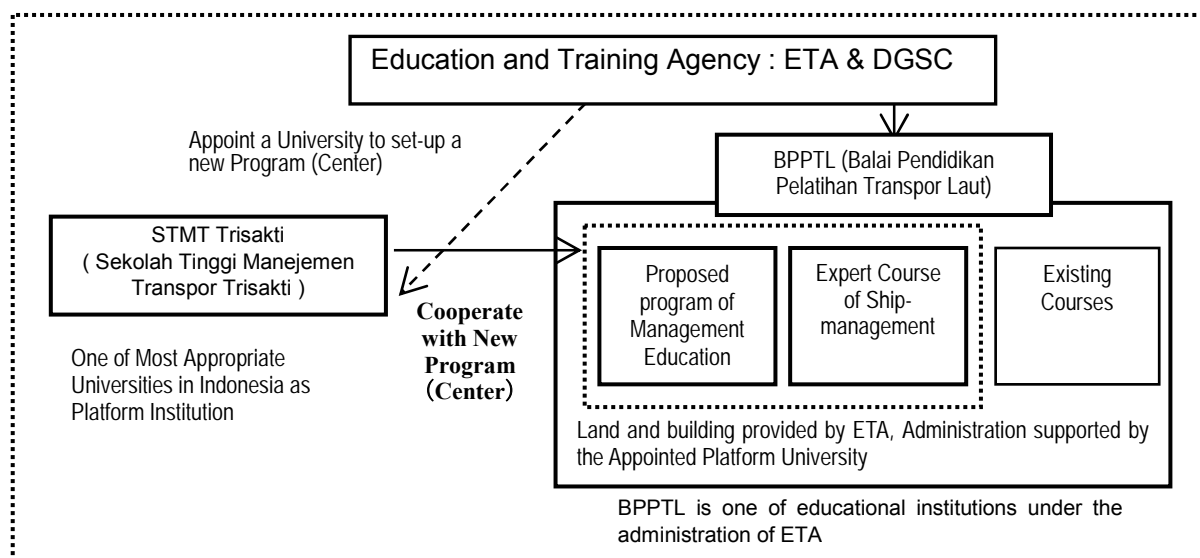 Education and Training Agency : ETA & DGSC
Appoint a University to set-up a
new Program (Center)
BPPTL (Balai Pendidikan
Pelatihan Transpor Laut)
STMT Trisakti
( Sekolah Tinggi Manejemen
Transpor Trisakti )
Cooperate
with New
Program
(Center)
Proposed
program of
Management
Education
Expert Course
of Ship-
management
Existing
Courses
One of Most Appropriate
Universities in Indonesia as
Platform Institution
Land and building provided by ETA, Administration supported by
the Appointed Platform University
BPPTL is one of educational institutions under the
administration of ETA